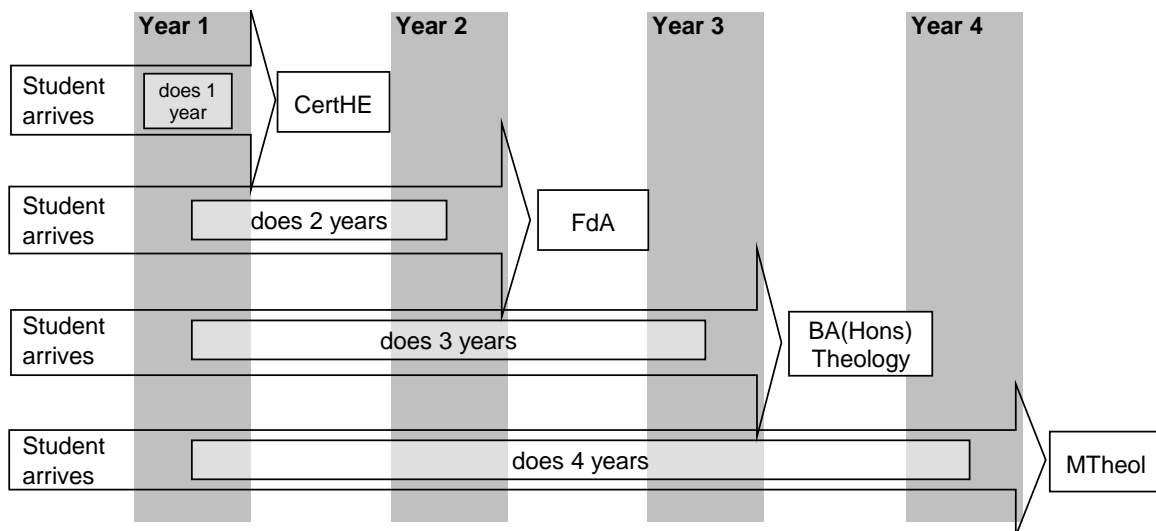 Year 1
Year 2
Year 3
Year 4
Student
arrives
does 1
year
CertHE
Student
arrives
does 2 years
FdA
Student
arrives
does 3 years
BA(Hons)
Theology
Student
arrives
does 4 years
MTheol